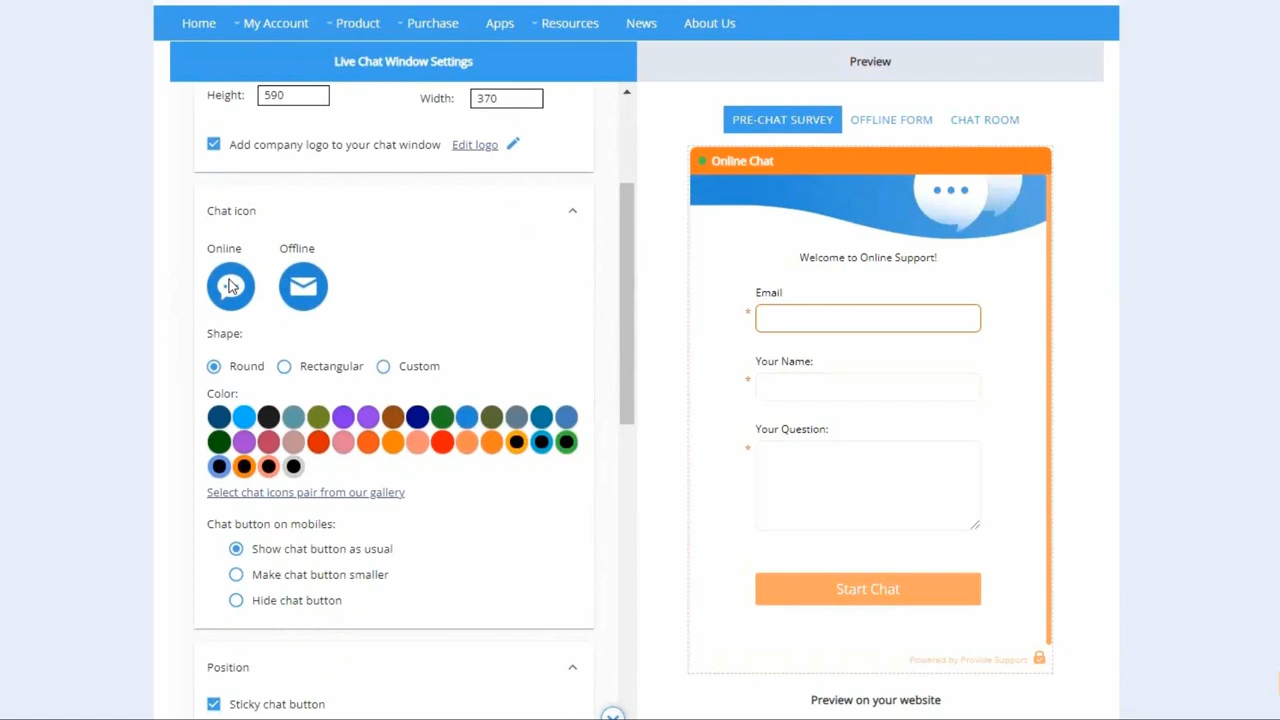 Home My Account Product Purchase Apps Resources News About Us
Live Chat Window Settings
Preview
Height: 590 Width: 370
Add company logo to your chat window Edit logo
Chat icon
Online Offline
Shape:
Round Rectangular Custom
Color:
Select chat icons pair from our gallery
Chat button on mobiles:
Show chat button as usual
Make chat button smaller
Hide chat button
Position
Sticky chat button
PRE-CHAT SURVEY OFFLINE FORM CHAT ROOM
Online Chat
Welcome to Online Support!
Email
*
Your Name:
*
Your Question:
*
Start Chat
Powered by Provide Support
Preview on your website